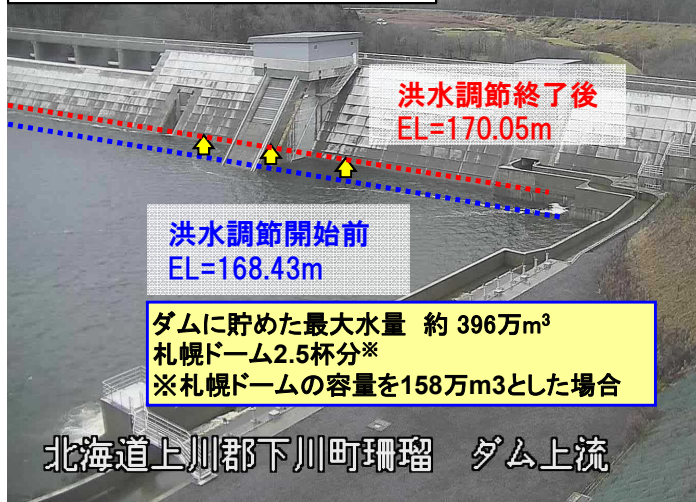 洪水調節終了後
EL=170.05m
洪水調節開始前
EL=168.43m
ダムに貯めた最大水量 約 396万m³
札幌ドーム2.5杯分※
※札幌ドームの容量を158万m3とした場合
北海道上川郡下川町珊瑠 ダム上流